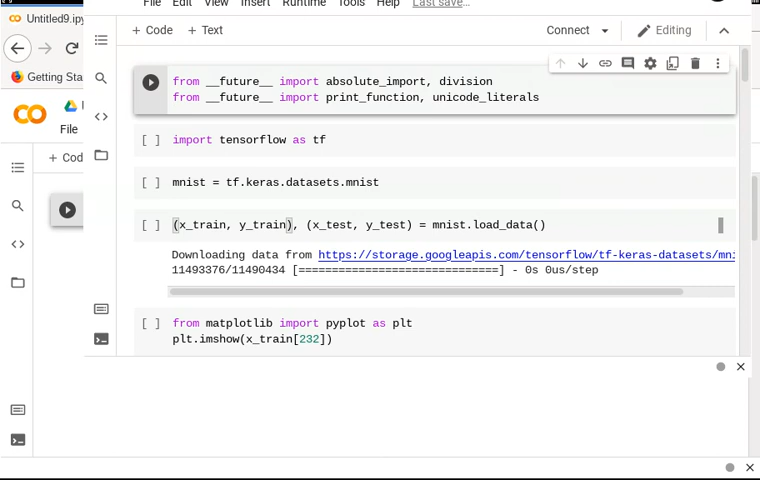 File Edit View Insert Runtime Tools Help Last save...
Untitled9.ipy
+ Code + Text Connect Editing
Getting Sta
from __future__ import absolute_import, division
from __future__ import print_function, unicode_literals
File
[ ] import tensorflow as tf
+ Cod
[ ] mnist = tf.keras.datasets.mnist
[ ] (x_train, y_train), (x_test, y_test) = mnist.load_data()
Downloading data from https://storage.googleapis.com/tensorflow/tf-keras-datasets/mni
11493376/11490434 [==============================] - 0s 0us/step
[ ] from matplotlib import pyplot as plt
plt.imshow(x_train[232])